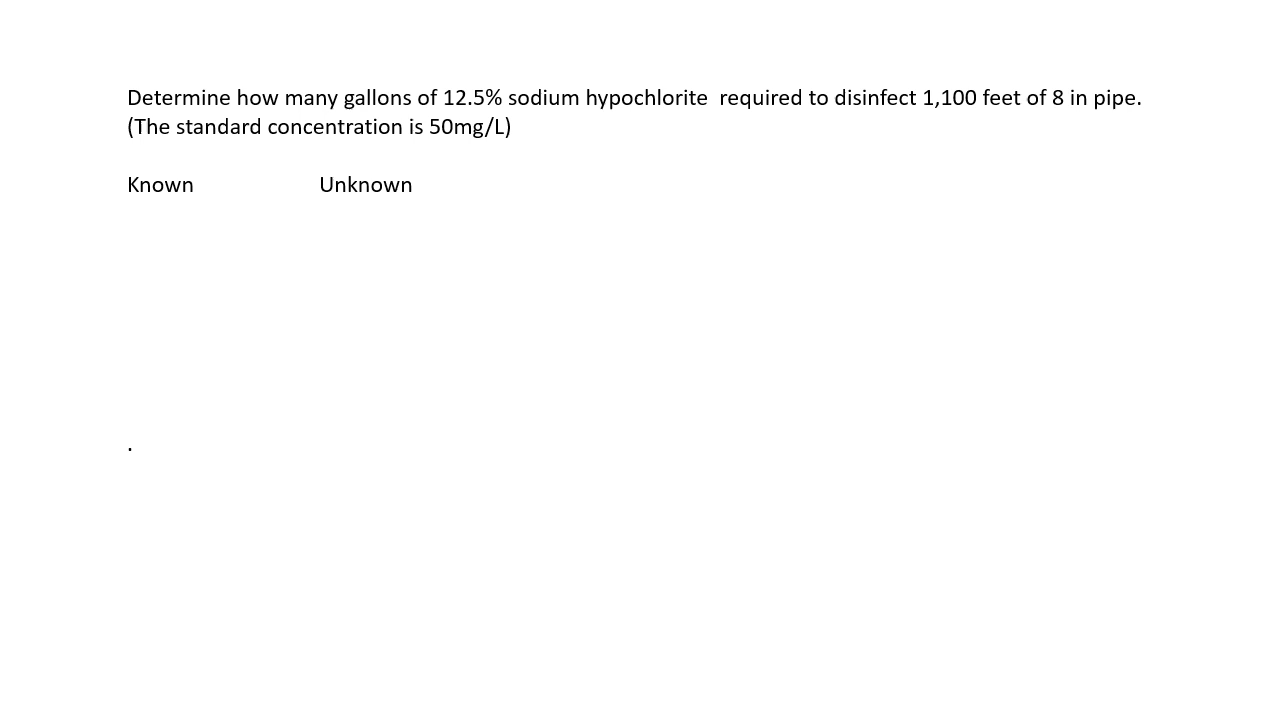 Determine how many gallons of 12.5% sodium hypochlorite  required to disinfect 1,100 feet of 8 in pipe.
(The standard concentration is 50mg/L)
Known Unknown
.